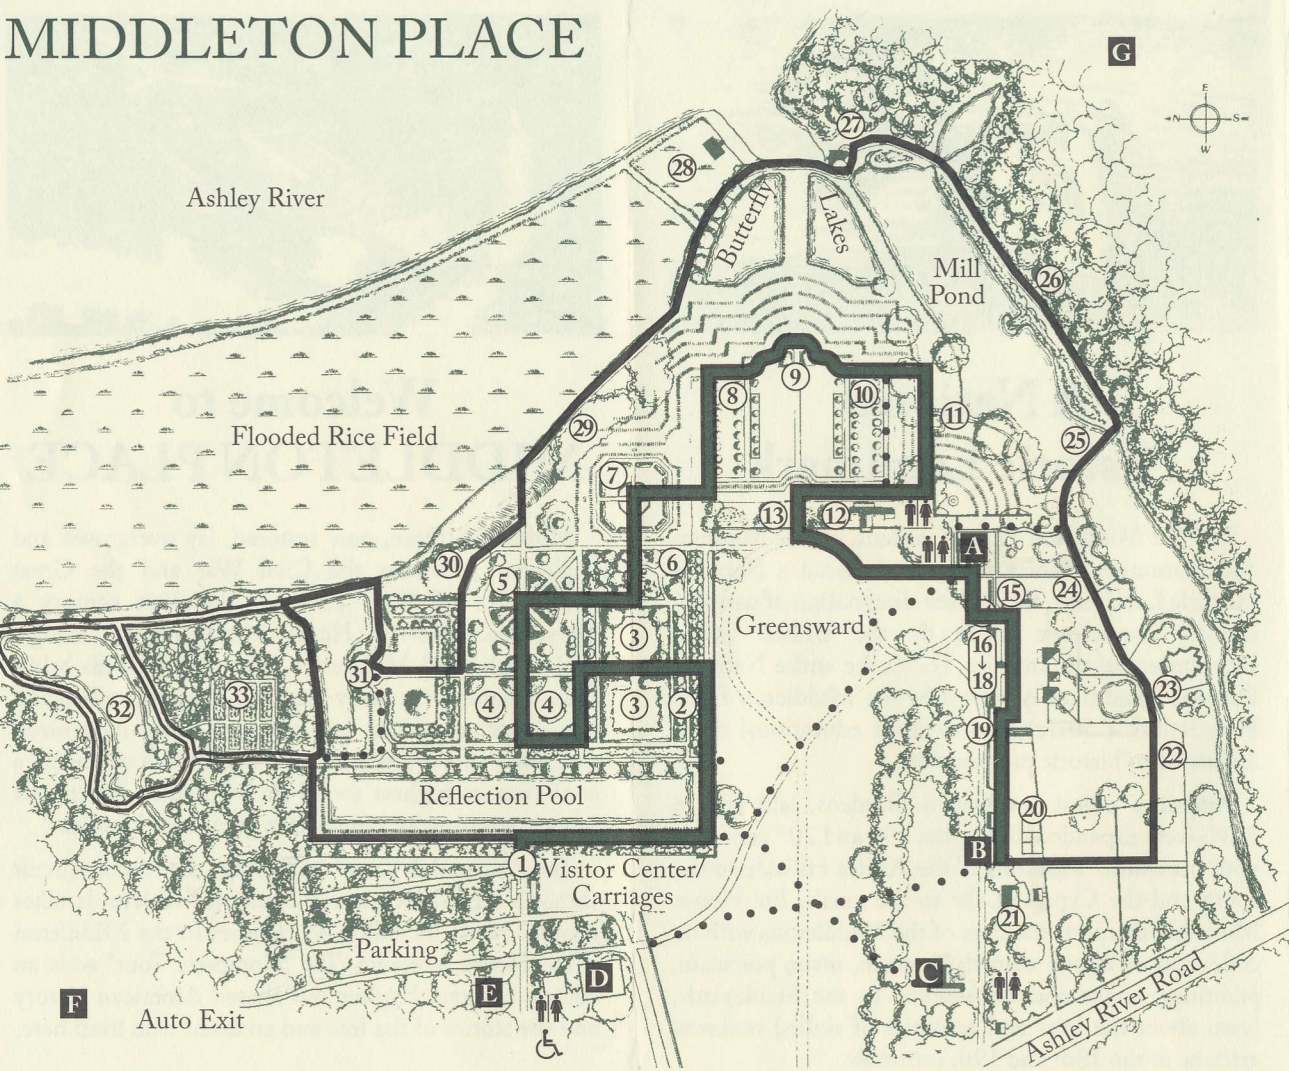 MIDDLETON PLACE
G
E
N
S
W
27
28
Ashley River
Butterfly
Lakes
Mill
Pond
26
9
8
10
11
29
Flooded Rice Field
25
7
13
12
A
30
5
6
15
24
Greensward
3
16
↓
18
31
33
32
4
4
3
2
23
19
22
Reflection Pool
20
1
Visitor Center/
Carriages
B
21
Parking
C
D
E
F
Auto Exit
Ashley River Road